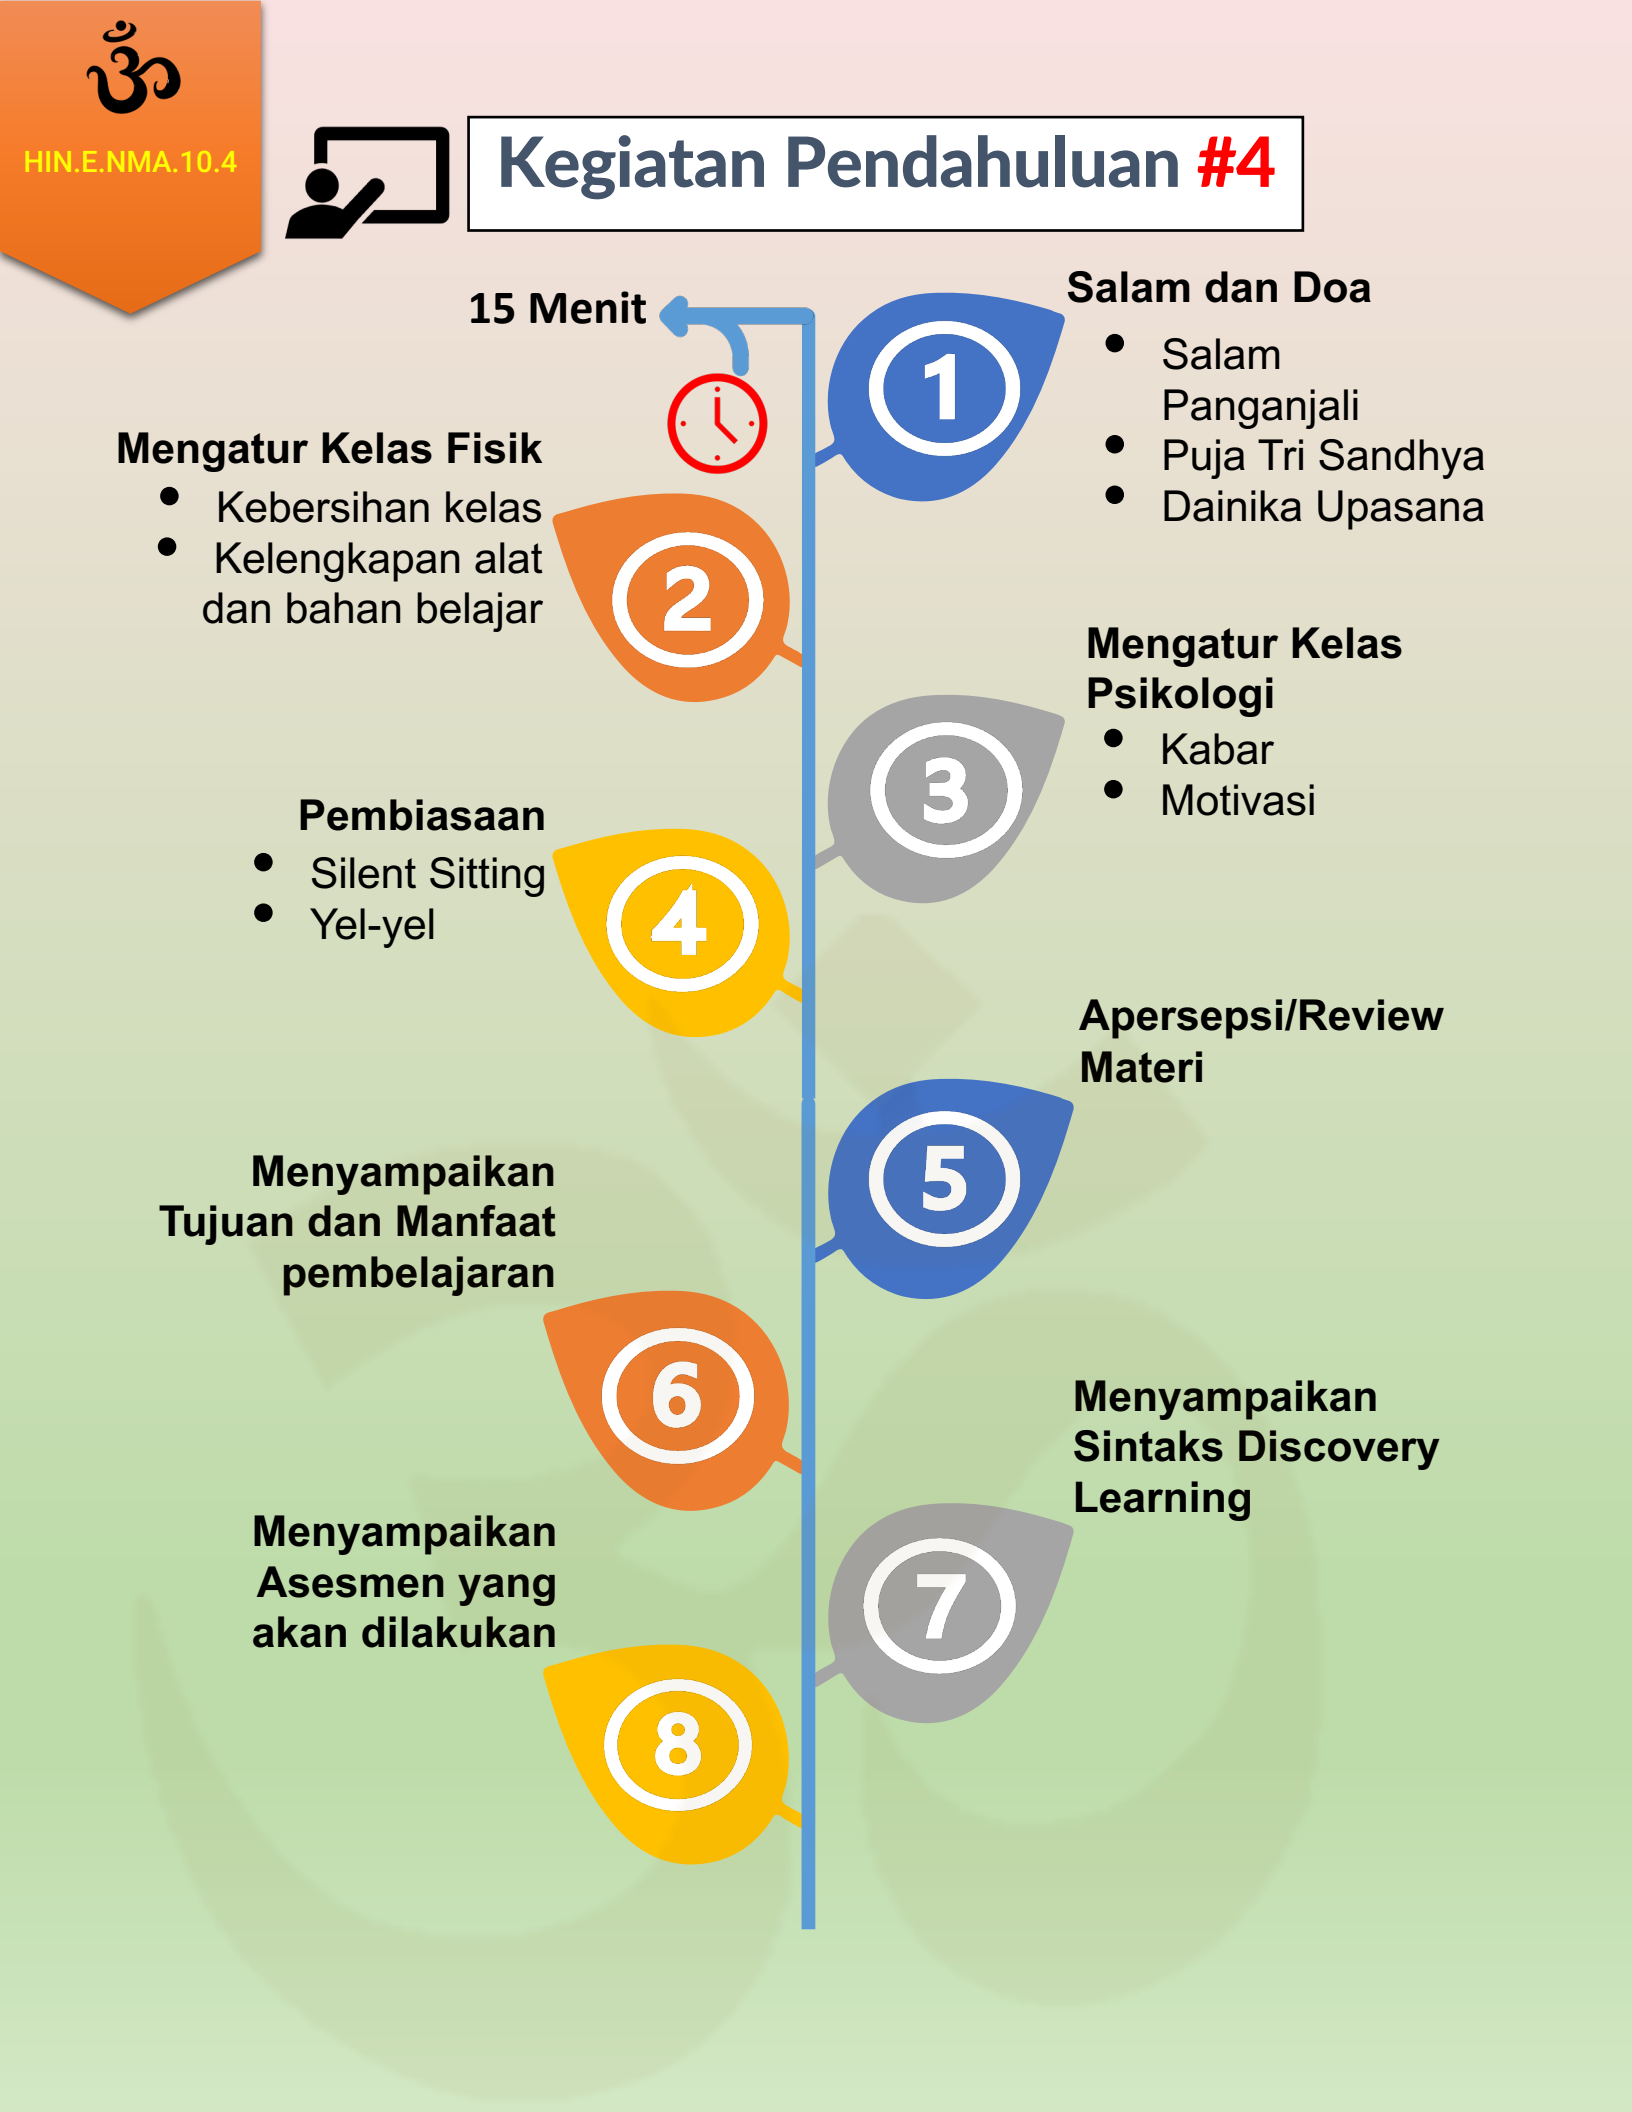 ॐ
HIN.E.NMA.10.4
Kegiatan Pendahuluan #4
15 Menit
1
Salam dan Doa
• Salam
Panganjali
• Puja Tri Sandhya
• Dainika Upasana
2
Mengatur Kelas Fisik
• Kebersihan kelas
• Kelengkapan alat
dan bahan belajar
3
Mengatur Kelas
Psikologi
• Kabar
• Motivasi
4
Pembiasaan
• Silent Sitting
• Yel-yel
5
Apersepsi/Review
Materi
6
Menyampaikan
Tujuan dan Manfaat
pembelajaran
7
Menyampaikan
Sintaks Discovery
Learning
8
Menyampaikan
Asesmen yang
akan dilakukan